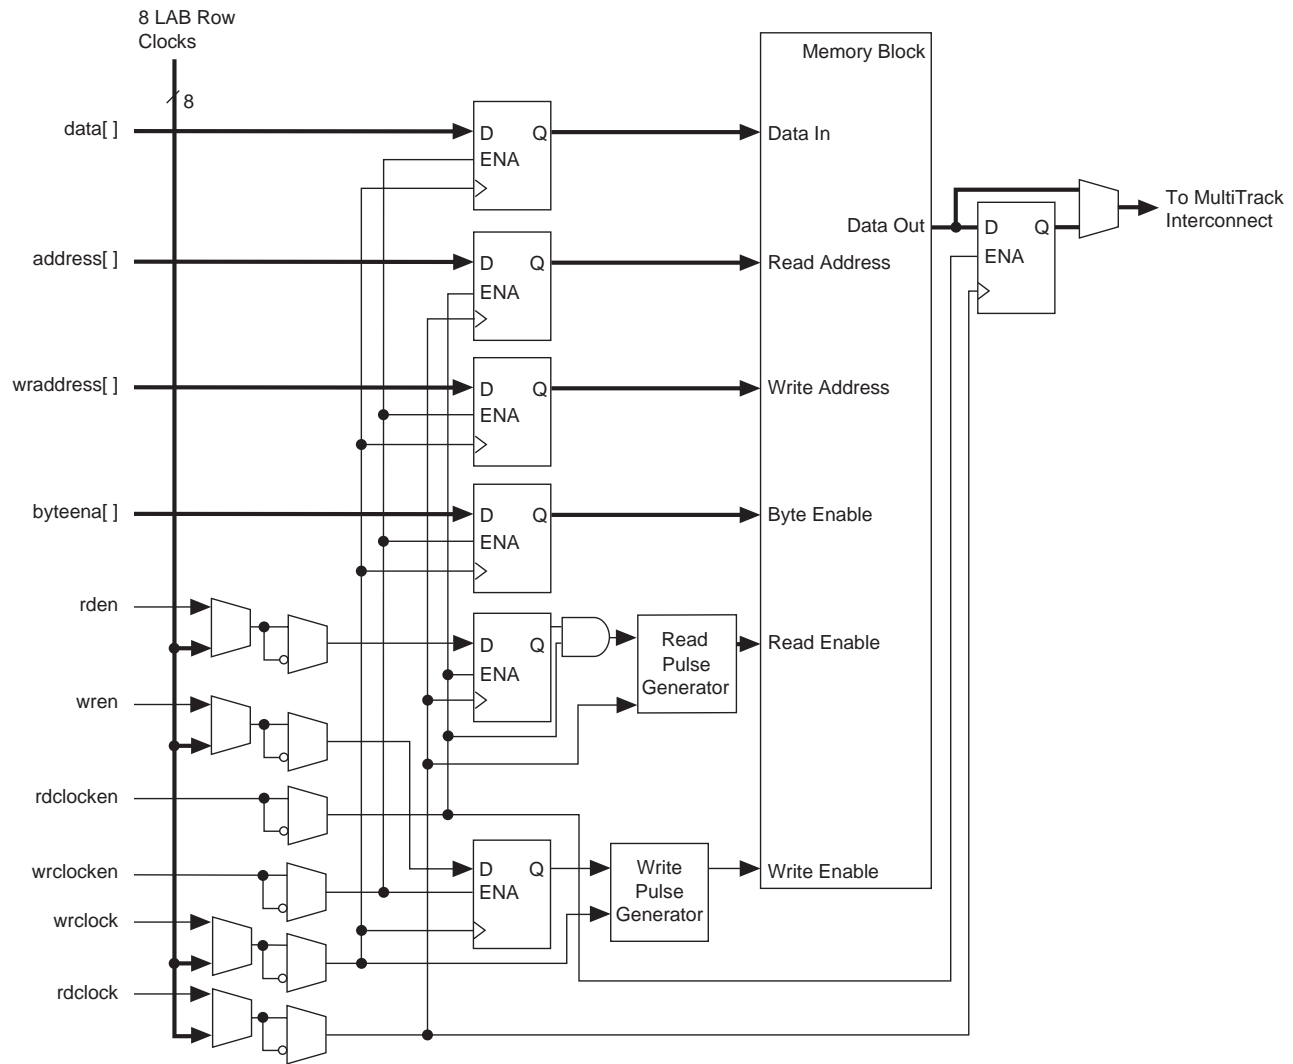 8 LAB Row
Clocks
Memory Block
8
data[ ]
D Q
Data In
ENA
To MultiTrack
Interconnect
Data Out
D Q
ENA
address[ ]
D Q
Read Address
ENA
wraddress[ ]
D Q
Write Address
ENA
byteena[ ]
D Q
Byte Enable
ENA
rden
D Q
Read
Pulse
Generator
Read Enable
ENA
wren
rdclocken
wrclocken
D Q
ENA
Write
Pulse
Generator
Write Enable
wrclock
rdclock